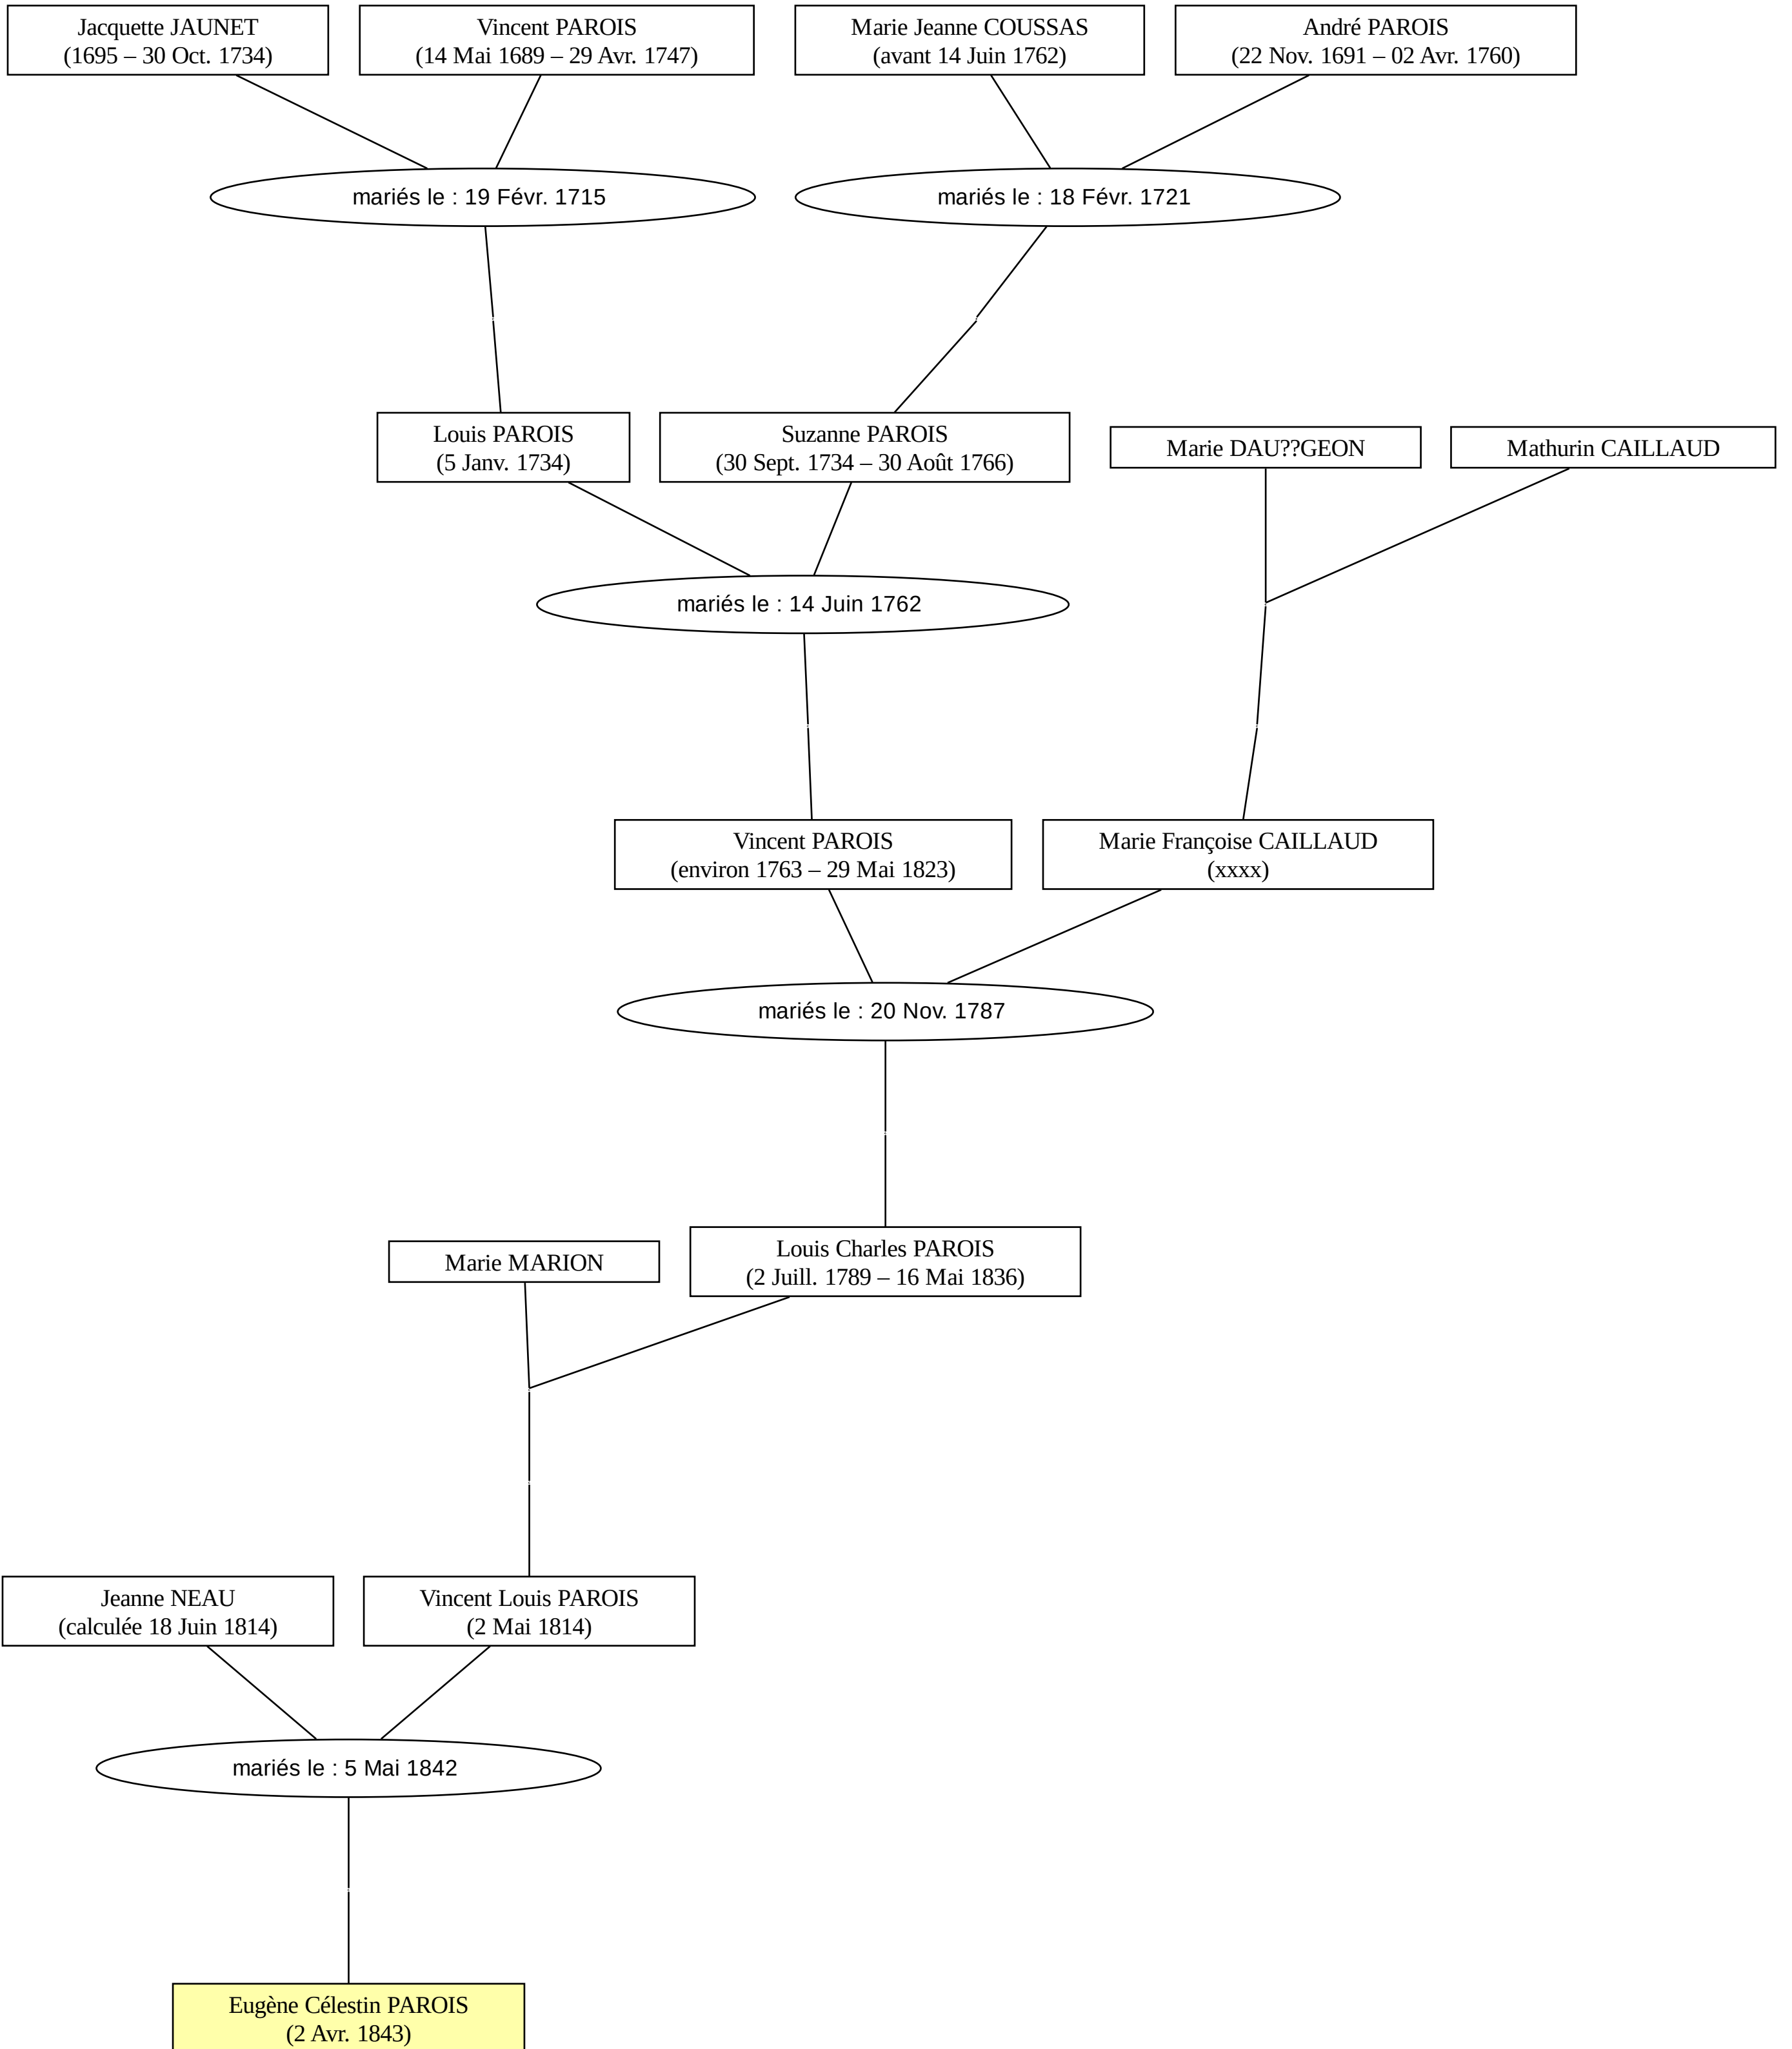 Jacquette JAUNET
(1695 – 30 Oct. 1734)
Vincent PAROIS
(14 Mai 1689 – 29 Avr. 1747)
Marie Jeanne COUSSAS
(avant 14 Juin 1762)
André PAROIS
(22 Nov. 1691 – 02 Avr. 1760)
mariés le : 19 Févr. 1715
mariés le : 18 Févr. 1721
Louis PAROIS
(5 Janv. 1734)
Suzanne PAROIS
(30 Sept. 1734 – 30 Août 1766)
Marie DAU??GEON
Mathurin CAILLAUD
mariés le : 14 Juin 1762
Vincent PAROIS
(environ 1763 – 29 Mai 1823)
Marie Françoise CAILLAUD
(xxxx)
mariés le : 20 Nov. 1787
Marie MARION
Louis Charles PAROIS
(2 Juill. 1789 – 16 Mai 1836)
Jeanne NEAU
(calculée 18 Juin 1814)
Vincent Louis PAROIS
(2 Mai 1814)
mariés le : 5 Mai 1842
Eugène Célestin PAROIS
(2 Avr. 1843)